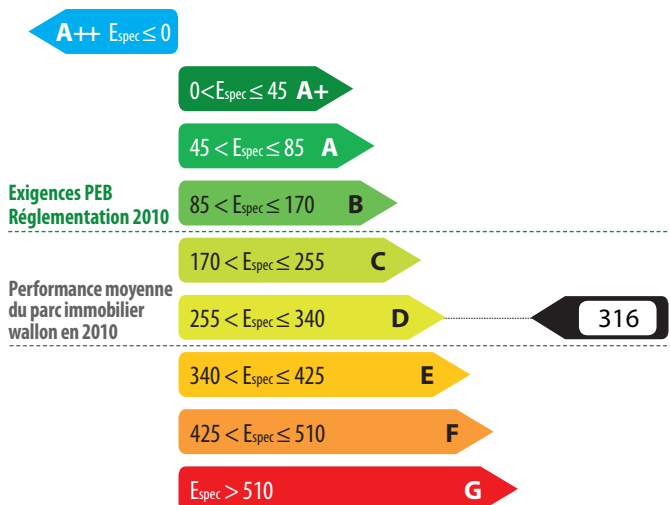 A++ Espec ≤ 0
0<Espec ≤ 45 A+
45 < Espec ≤ 85 A
Exigences PEB
Réglementation 2010
85 < Espec ≤ 170 B
170 < Espec ≤ 255 C
Performance moyenne
du parc immobilier
wallon en 2010
255 < Espec ≤ 340 D
316
340 < Espec ≤ 425 E
425 < Espec ≤ 510 F
Espec > 510 G